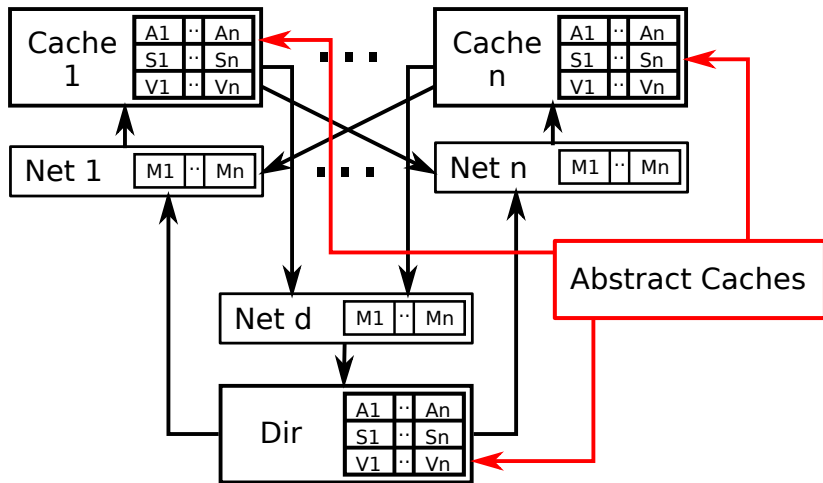 Cache 1
A1 ·· An
S1 ·· Sn
V1 ·· Vn
Cache n
A1 ·· An
S1 ·· Sn
V1 ·· Vn
Net 1
M1 ·· Mn
Net n
M1 ·· Mn
Abstract Caches
Net d
M1 ·· Mn
Dir
A1 ·· An
S1 ·· Sn
V1 ·· Vn